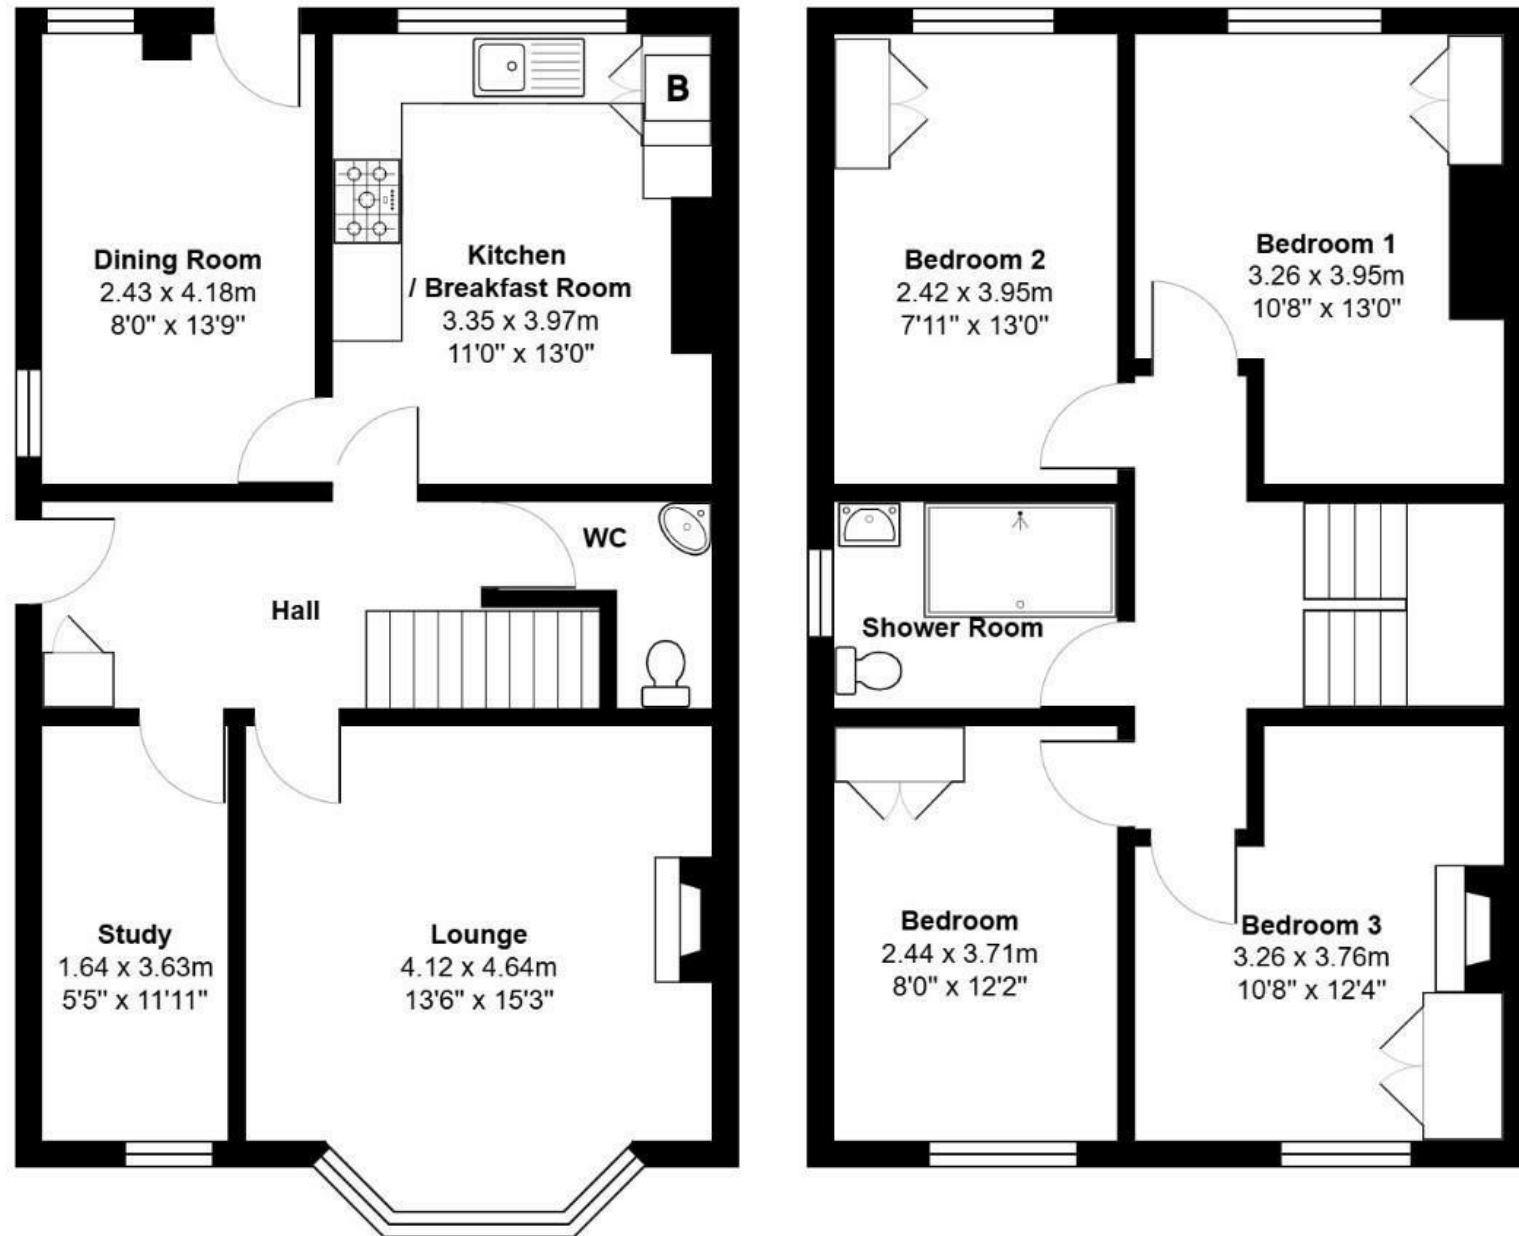 B
Dining Room
2.43 x 4.18m
8'0" x 13'9"
Kitchen
/ Breakfast Room
3.35 x 3.97m
11'0" x 13'0"
WC
Hall
Study
1.64 x 3.63m
5'5" x 11'11"
Lounge
4.12 x 4.64m
13'6" x 15'3"
Bedroom 2
2.42 x 3.95m
7'11" x 13'0"
Bedroom 1
3.26 x 3.95m
10'8" x 13'0"
Shower Room
Bedroom
2.44 x 3.71m
8'0" x 12'2"
Bedroom 3
3.26 x 3.76m
10'8" x 12'4"